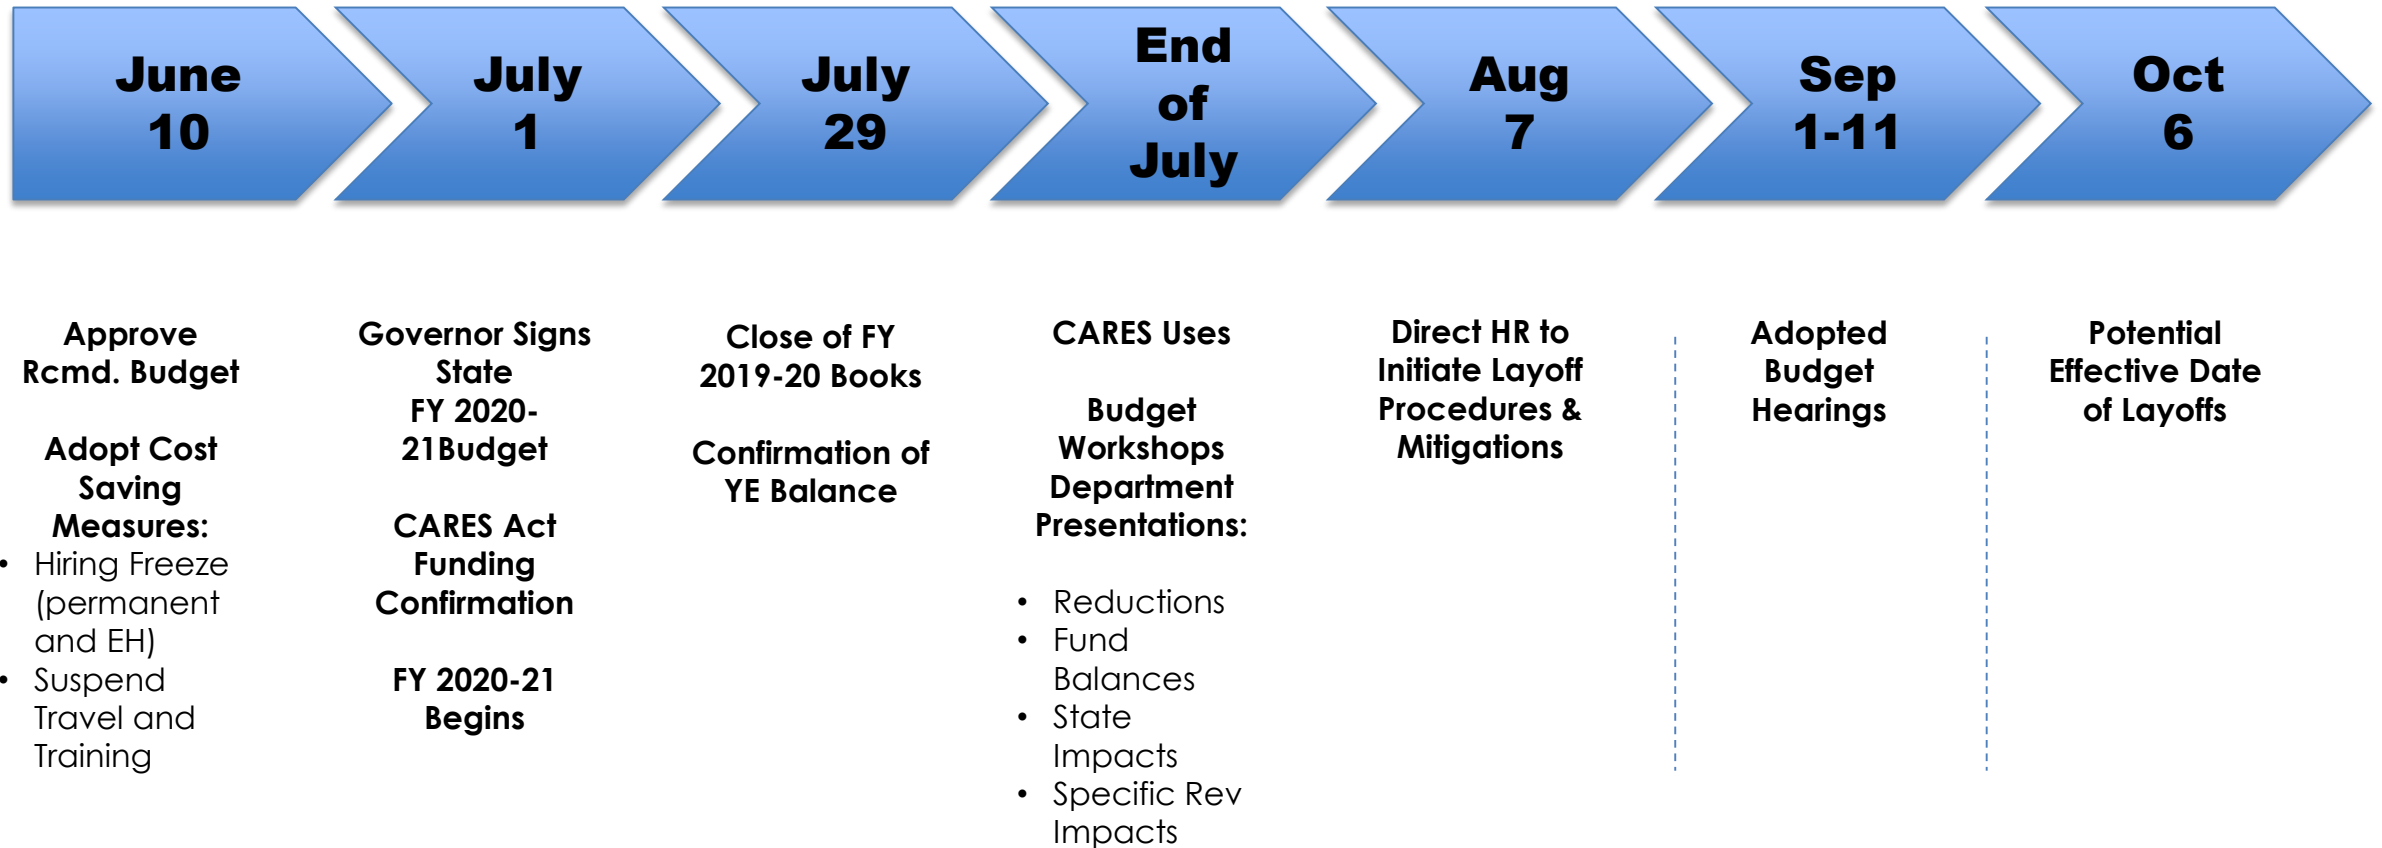 June
10
July
1
July
29
End
of
July
Aug
7
Sep
1-11
Oct
6
Approve
Rcmd. Budget
Adopt Cost
Saving
Measures:
• Hiring Freeze
(permanent
and EH)
• Suspend
Travel and
Training
Governor Signs
State
FY 2020-
21Budget
CARES Act
Funding
Confirmation
FY 2020-21
Begins
Close of FY
2019-20 Books
Confirmation of
YE Balance
CARES Uses
Budget
Workshops
Department
Presentations:
• Reductions
• Fund
Balances
• State
Impacts
• Specific Rev
Impacts
Direct HR to
Initiate Layoff
Procedures &
Mitigations
Adopted
Budget
Hearings
Potential
Effective Date
of Layoffs